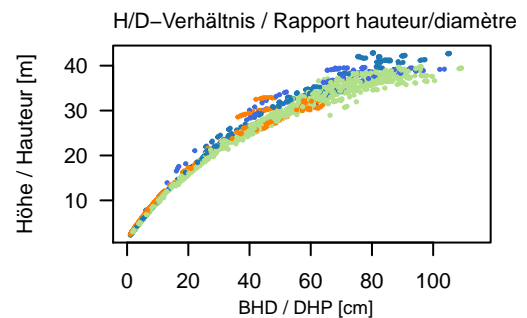 H/D−Verhältnis / Rapport hauteur/diamètre
Höhe / Hauteur [m]
40
30
20
10
0 20 40 60 80 100
BHD / DHP [cm]